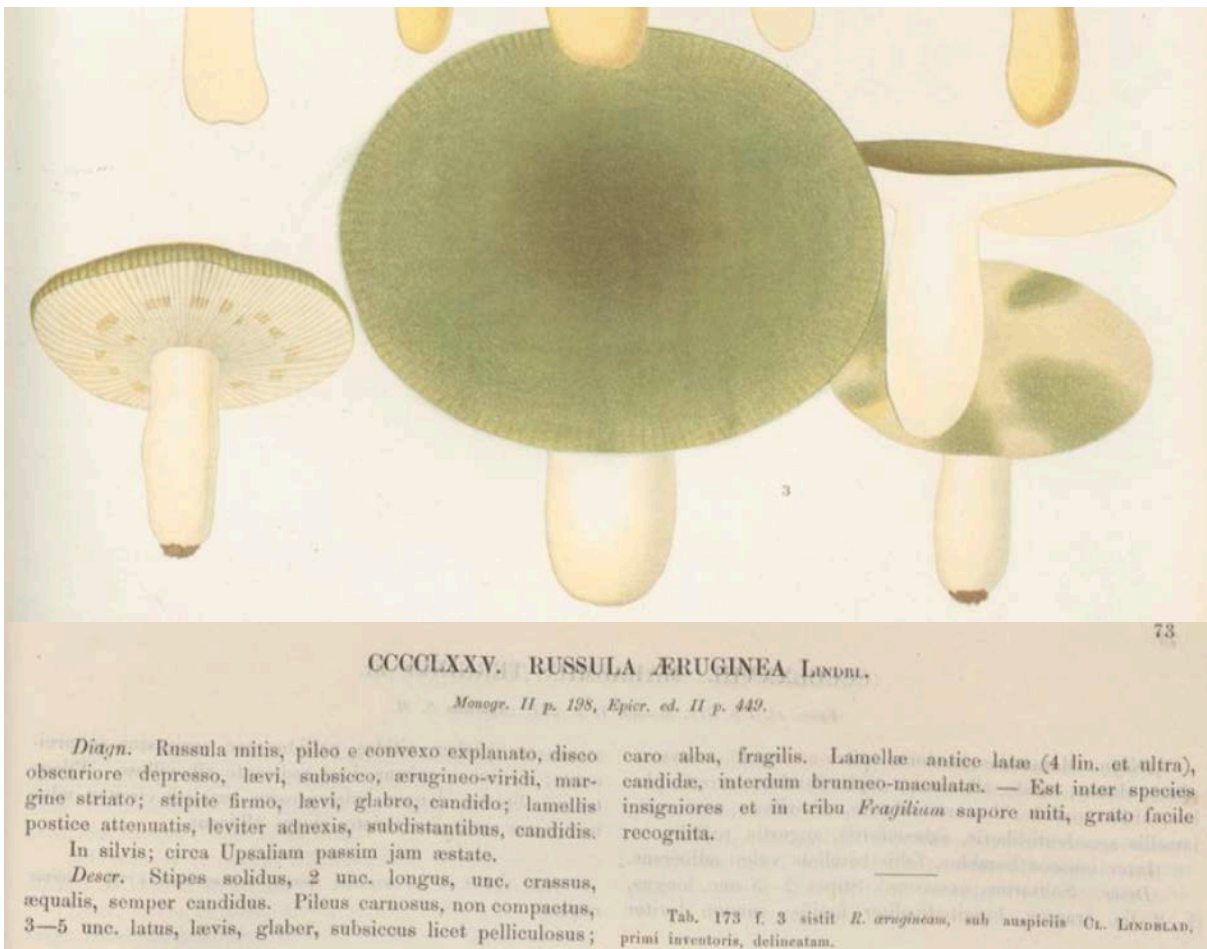 3
73
CCCCLXXV. RUSSULA ÆRUGINEA LINDBL.
Monogr. II p. 198, Epicr. ed. II p. 449.
Diagn. Russula mitis, pileo e convexo explanato, disco
obscuriore depresso, lævi, subsicco, ærugineo-viridi, mar-
gine striato; stipite firmo, lævi, glabro, candido; lamellis
postice attenuatis, leviter adnexis, subdistantibus, candidis.
In silvis; circa Upsaliam passim jam æstate.
Descr. Stipes solidus, 2 unc. longus, unc. crassus,
æqualis, semper candidus. Pileus carnosus, non compactus,
3—5 unc. latus, lævis, glaber, subsiccus licet pelliculosus;
caro alba, fragilis. Lamellæ antice latæ (4 lin. et ultra),
candidæ, interdum brunneo-maculatæ. — Est inter species
insigniores et in tribu Fragilium sapore miti, grato facile
recognita.
Tab. 173 f. 3 sistit R. ærugineam, sub auspiciis CL. LINDBLAD,
primi inventoris, delineatam.